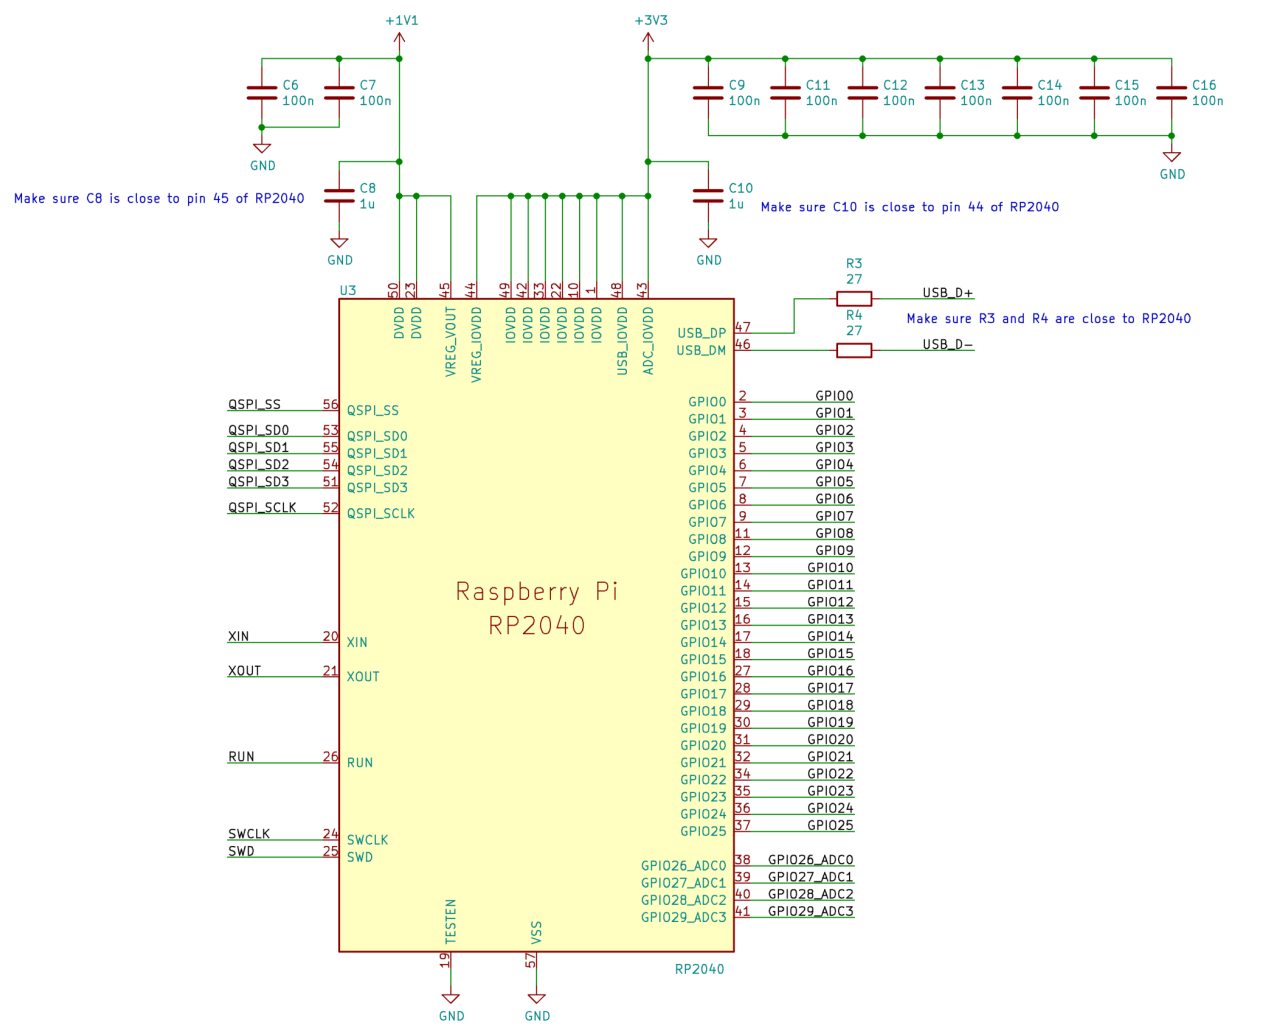 +1V1
+3V3
C6
100n
C7
100n
C9
100n
C11
100n
C12
100n
C13
100n
C14
100n
C15
100n
C16
100n
GND
GND
Make sure C8 is close to pin 45 of RP2040
C8
1u
C10
1u
Make sure C10 is close to pin 44 of RP2040
GND
GND
U3
50
23
45
44
49
42
33
22
10
1
48
43
DVDD
DVDD
VREG_VOUT
VREG_IOVDD
IOVDD
IOVDD
IOVDD
IOVDD
IOVDD
IOVDD
USB_IOVDD
ADC_IOVDD
R3
27
USB_D+
R4
27
Make sure R3 and R4 are close to RP2040
USB_D-
USB_DP 47
USB_DM 46
QSPI_SS 56 QSPI_SS
QSPI_SD0 53 QSPI_SD0
QSPI_SD1 55 QSPI_SD1
QSPI_SD2 54 QSPI_SD2
QSPI_SD3 51 QSPI_SD3
QSPI_SCLK 52 QSPI_SCLK
XIN 20 XIN
XOUT 21 XOUT
RUN 26 RUN
SWCLK 24 SWCLK
SWD 25 SWD
Raspberry Pi
RP2040
GPIO0 2 GPIO0
GPIO1 3 GPIO1
GPIO2 4 GPIO2
GPIO3 5 GPIO3
GPIO4 6 GPIO4
GPIO5 7 GPIO5
GPIO6 8 GPIO6
GPIO7 9 GPIO7
GPIO8 11 GPIO8
GPIO9 12 GPIO9
GPIO10 13 GPIO10
GPIO11 14 GPIO11
GPIO12 15 GPIO12
GPIO13 16 GPIO13
GPIO14 17 GPIO14
GPIO15 18 GPIO15
GPIO16 27 GPIO16
GPIO17 28 GPIO17
GPIO18 29 GPIO18
GPIO19 30 GPIO19
GPIO20 31 GPIO20
GPIO21 32 GPIO21
GPIO22 34 GPIO22
GPIO23 35 GPIO23
GPIO24 36 GPIO24
GPIO25 37 GPIO25
GPIO26_ADC0 38 GPIO26_ADC0
GPIO27_ADC1 39 GPIO27_ADC1
GPIO28_ADC2 40 GPIO28_ADC2
GPIO29_ADC3 41 GPIO29_ADC3
TESTEN
VSS
19
57
RP2040
GND
GND